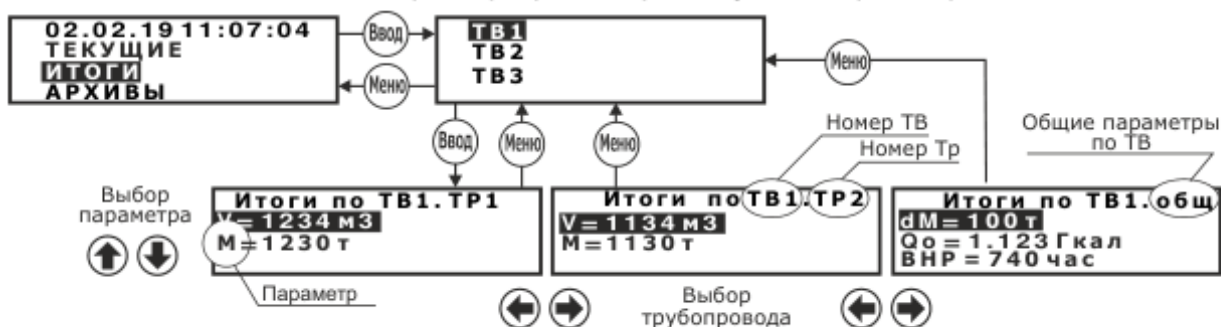 02.02.19 11:07:04
ТЕКУЩИЕ
ИТОГИ
АРХИВЫ
Ввод
Меню
ТВ1
ТВ2
ТВ3
Меню
Ввод
Меню
Меню
Номер ТВ
Номер Тр
Общие параметры
по ТВ
Выбор
параметра
Итоги по ТВ1.ТР1
V=1234 м3
М=1230 т
Параметр
Итоги по ТВ1.ТР2
V=1134 м3
М=1130 т
Выбор
трубопровода
Итоги по ТВ1.общ
dM=100 т
Qo=1.123 Гкал
ВНР=740 час